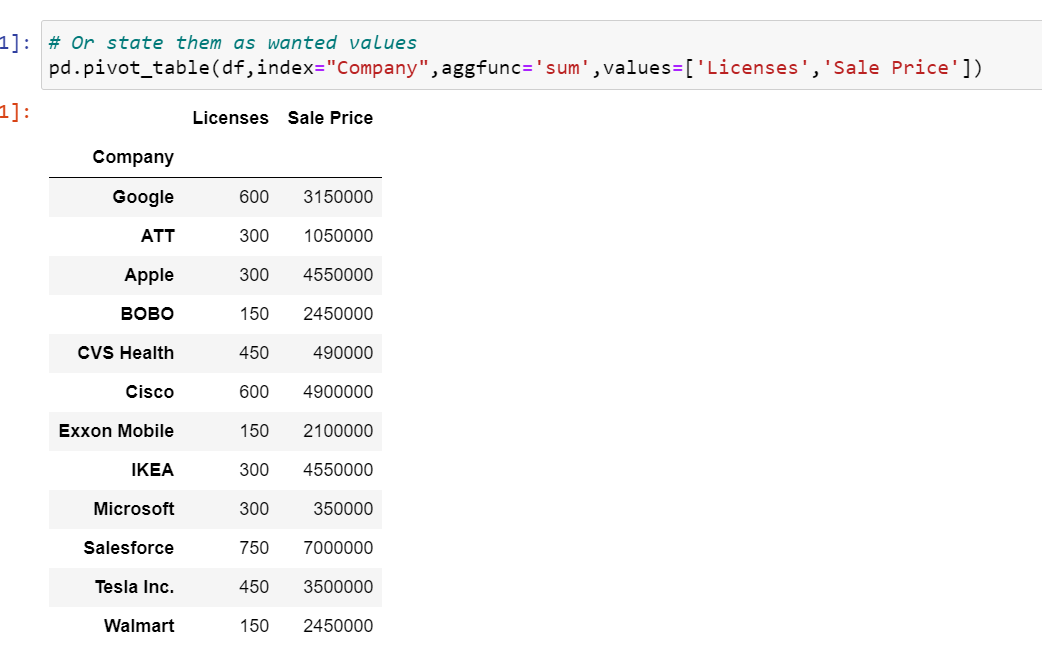 1]: # Or state them as wanted values
pd.pivot_table(df,index="Company",aggfunc='sum',values=['Licenses','Sale Price'])
1]:
Licenses Sale Price
Company
Google 600 3150000
ATT 300 1050000
Apple 300 4550000
BOBO 150 2450000
CVS Health 450 490000
Cisco 600 4900000
Exxon Mobile 150 2100000
IKEA 300 4550000
Microsoft 300 350000
Salesforce 750 7000000
Tesla Inc. 450 3500000
Walmart 150 2450000